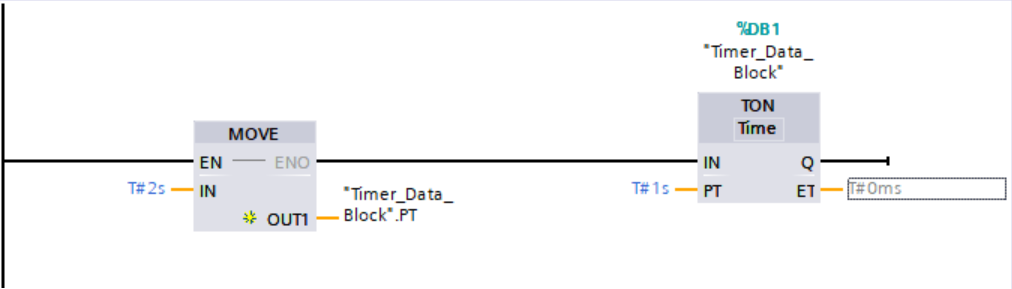 %DB1
"Timer_Data_
Block"
TON
Time
MOVE
EN ENO
IN Q
T#2s IN
T#1s PT ET T#0ms
"Timer_Data_
Block".PT
OUT1